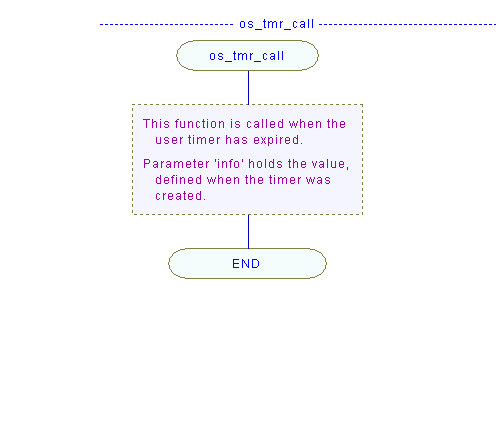 os_tmr_call
os_tmr_call
This function is called when the
user timer has expired.
Parameter 'info' holds the value,
defined when the timer was
created.
END